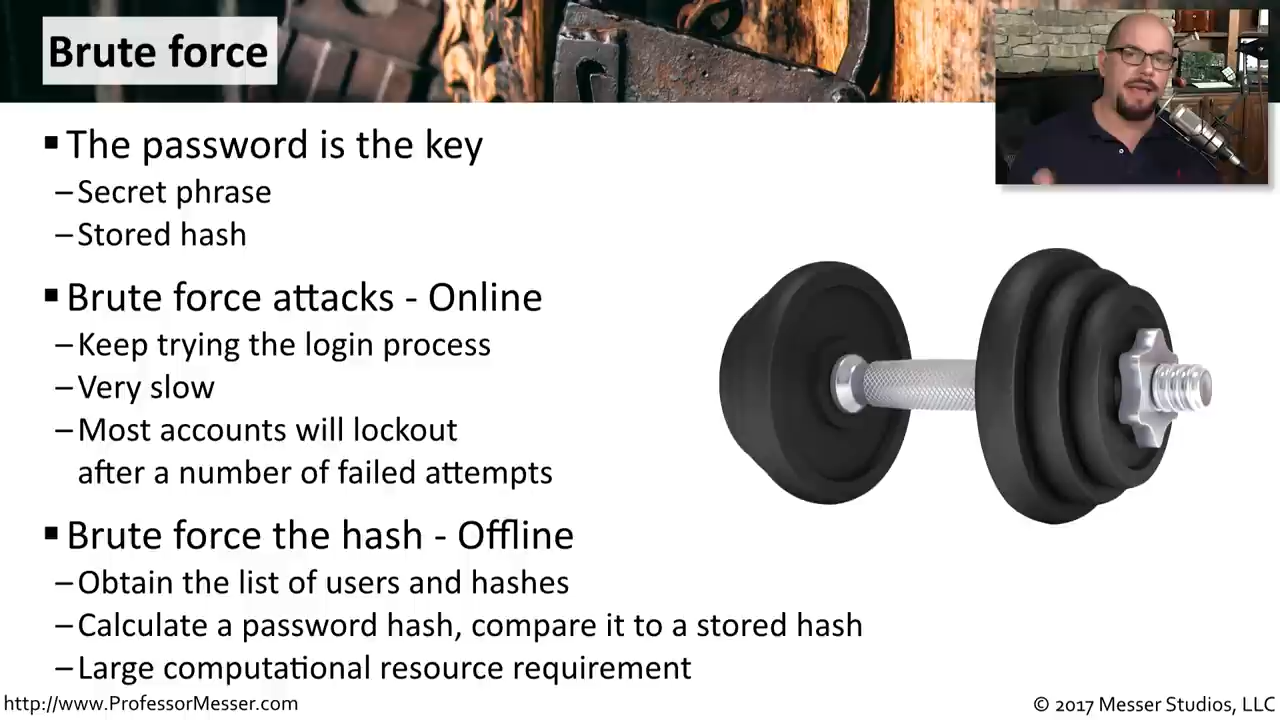 Brute force
▪ The password is the key
– Secret phrase
– Stored hash
▪ Brute force attacks - Online
– Keep trying the login process
– Very slow
– Most accounts will lockout
after a number of failed attempts
▪ Brute force the hash - Offline
– Obtain the list of users and hashes
– Calculate a password hash, compare it to a stored hash
– Large computational resource requirement
http://www.ProfessorMesser.com
© 2017 Messer Studios, LLC